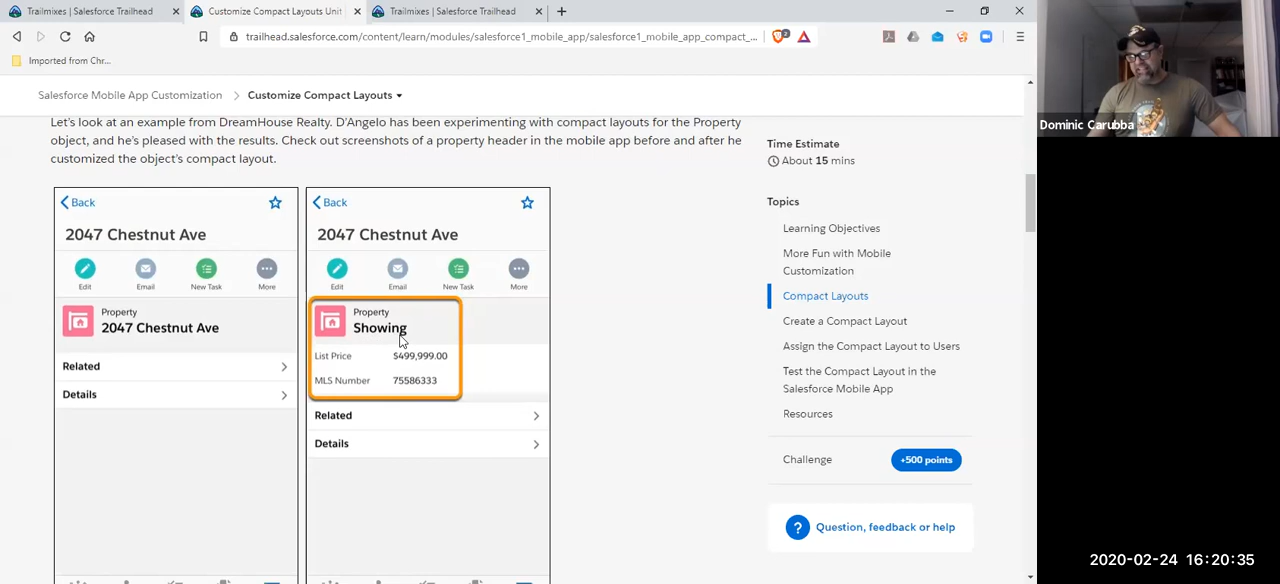 Trailmixes | Salesforce Trailhead
Customize Compact Layouts Unit
Trailmixes | Salesforce Trailhead
trailhead.salesforce.com/content/learn/modules/salesforce1_mobile_app/salesforce1_mobile_app_compact_...
2
Imported from Chr...
Salesforce Mobile App Customization > Customize Compact Layouts
Let's look at an example from DreamHouse Realty. D'Angelo has been experimenting with compact layouts for the Property
object, and he's pleased with the results. Check out screenshots of a property header in the mobile app before and after he
customized the object's compact layout.
Back
2047 Chestnut Ave
Edit
Email
New Task
More
Property
2047 Chestnut Ave
Related
Details
Back
2047 Chestnut Ave
Edit
Email
New Task
More
Property
Showing
List Price $499,999.00
MLS Number 75586333
Related
Details
Time Estimate
About 15 mins
Topics
Learning Objectives
More Fun with Mobile
Customization
Compact Layouts
Create a Compact Layout
Assign the Compact Layout to Users
Test the Compact Layout in the
Salesforce Mobile App
Resources
Challenge
+500 points
? Question, feedback or help
Dominic Carubba
2020-02-24 16:20:35